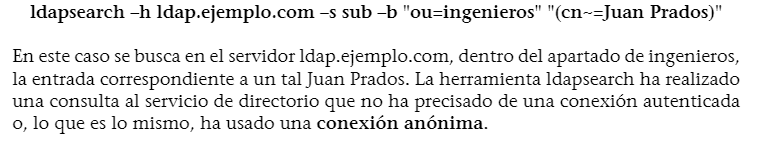 ldapsearch –h ldap.ejemplo.com –s sub –b "ou=ingenieros" "(cn~=Juan Prados)"
En este caso se busca en el servidor ldap.ejemplo.com, dentro del apartado de ingenieros,
la entrada correspondiente a un tal Juan Prados. La herramienta ldapsearch ha realizado
una consulta al servicio de directorio que no ha precisado de una conexión autenticada
o, lo que es lo mismo, ha usado una conexión anónima.